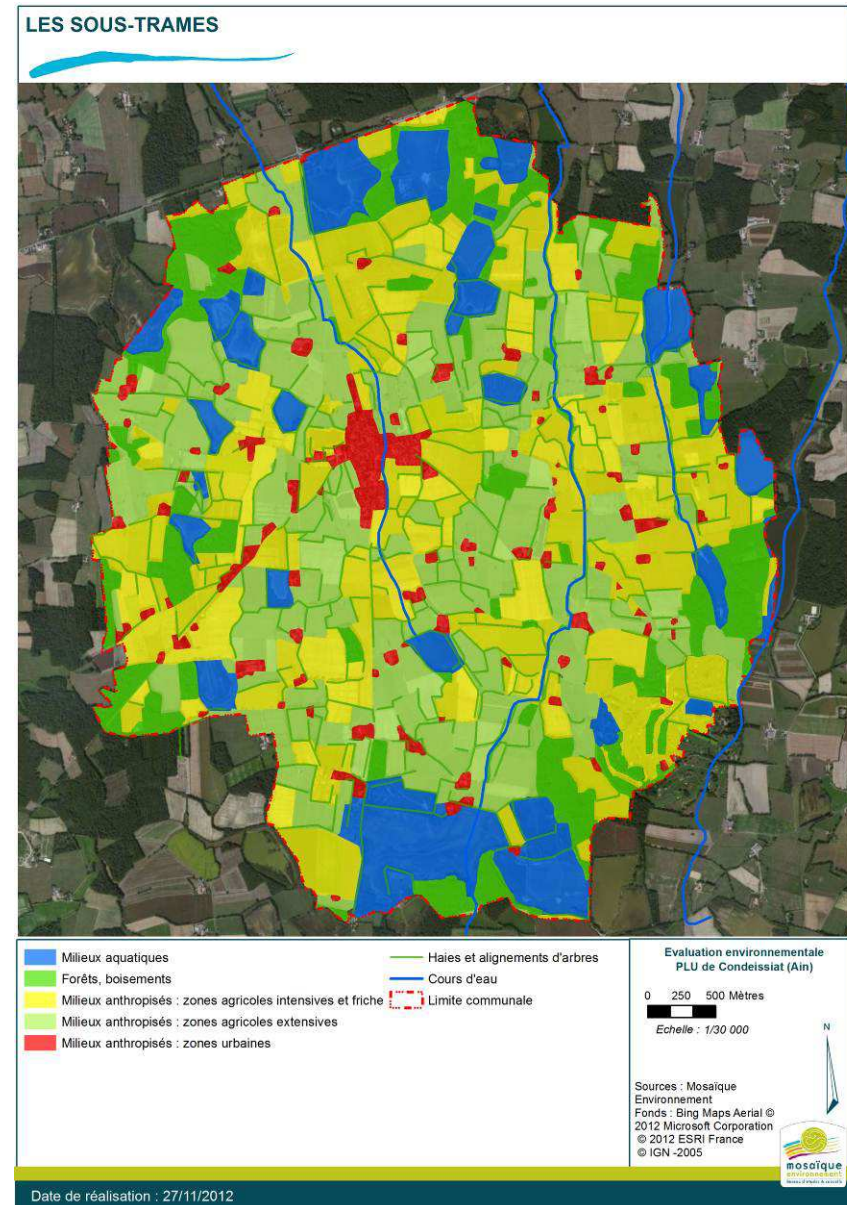 LES SOUS-TRAMES
Milieux aquatiques
Forêts, boisements
Milieux anthropisés : zones agricoles intensives et friche
Milieux anthropisés : zones agricoles extensives
Milieux anthropisés : zones urbaines
Haies et alignements d'arbres
Cours d'eau
Limite communale
Evaluation environnementale
PLU de Condeissiat (Ain)
0 250 500 Mètres
Echelle : 1/30 000
N
Sources : Mosaïque
Environnement
Fonds : Bing Maps Aerial ©
2012 Microsoft Corporation
© 2012 ESRI France
© IGN -2005
mosaïque
environnement
bureau d'études & conseils
Date de réalisation : 27/11/2012